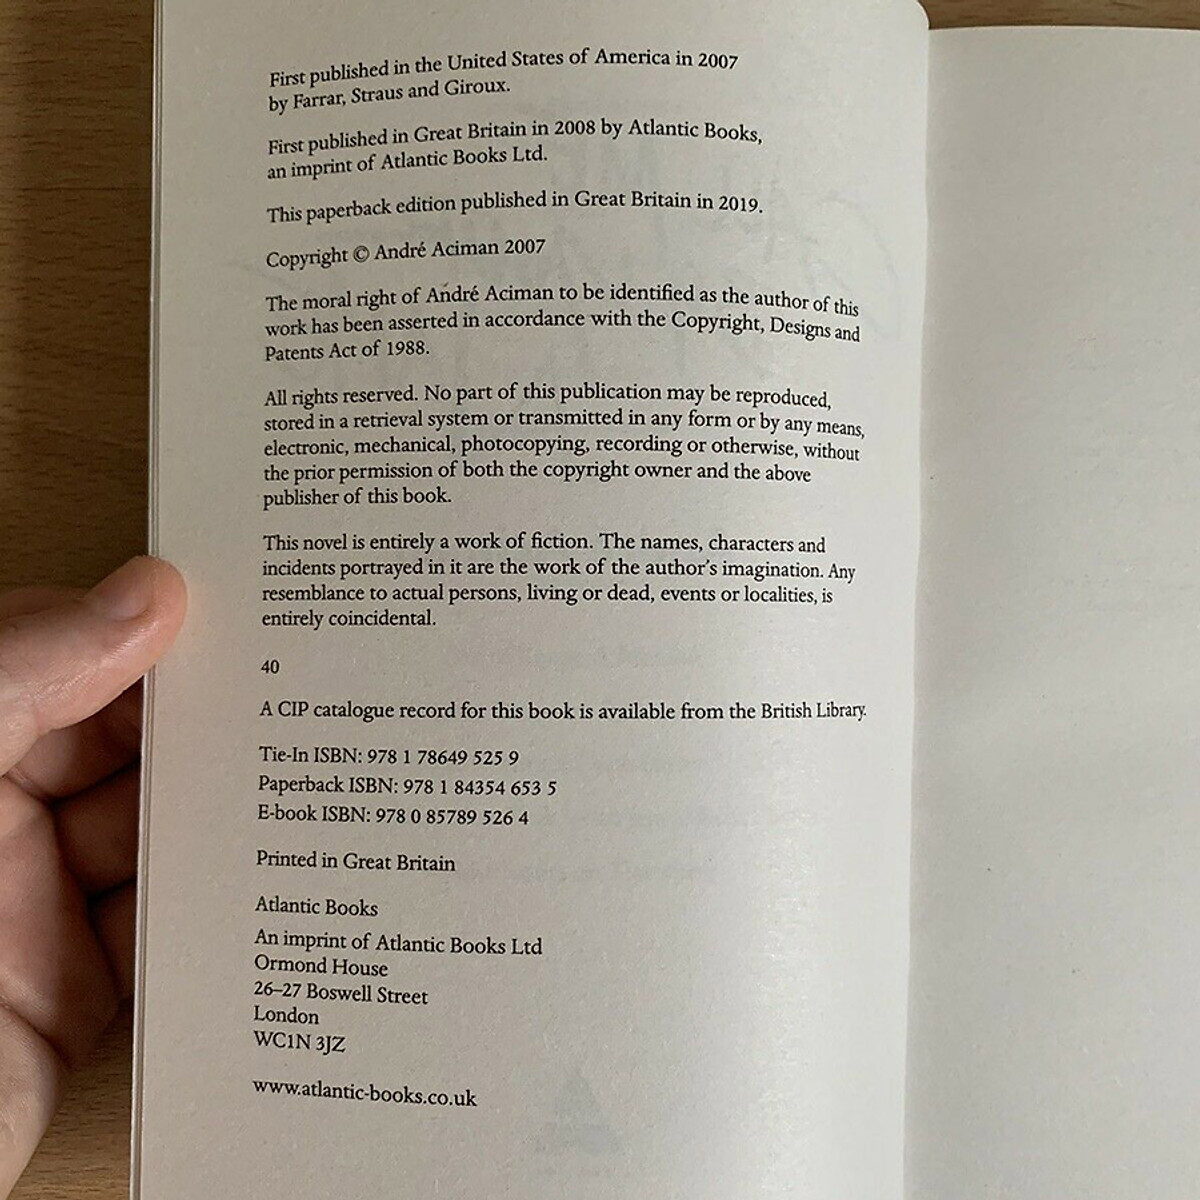 First published in the United States of America in 2007
by Farrar, Straus and Giroux.
First published in Great Britain in 2008 by Atlantic Books,
an imprint of Atlantic Books Ltd.
This paperback edition published in Great Britain in 2019.
Copyright © André Aciman 2007
The moral right of André Aciman to be identified as the author of this
work has been asserted in accordance with the Copyright, Designs and
Patents Act of 1988.
All rights reserved. No part of this publication may be reproduced,
stored in a retrieval system or transmitted in any form or by any means,
electronic, mechanical, photocopying, recording or otherwise, without
the prior permission of both the copyright owner and the above
publisher of this book.
This novel is entirely a work of fiction. The names, characters and
incidents portrayed in it are the work of the author's imagination. Any
resemblance to actual persons, living or dead, events or localities, is
entirely coincidental.
40
A CIP catalogue record for this book is available from the British Library.
Tie-In ISBN: 978 1 78649 525 9
Paperback ISBN: 978 1 84354 653 5
E-book ISBN: 978 0 85789 526 4
Printed in Great Britain
Atlantic Books
An imprint of Atlantic Books Ltd
Ormond House
26–27 Boswell Street
London
WC1N 3JZ
www.atlantic-books.co.uk